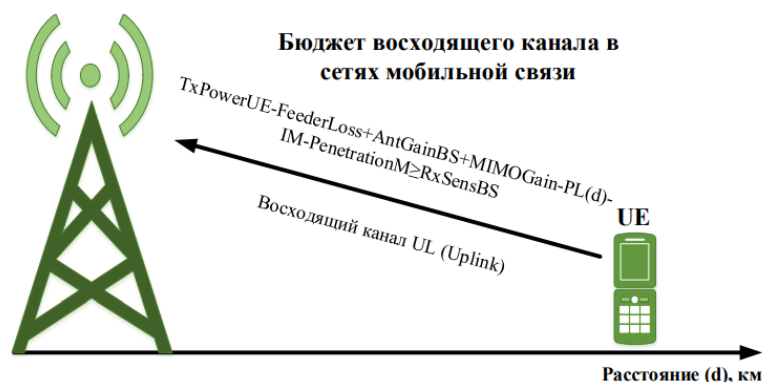 Бюджет восходящего канала в
сетях мобильной связи
TxPowerUE-FeederLoss+AntGainBS+MIMOGain-PL(d)-
IM-PenetrationM≥RxSensBS
Восходящий канал UL (Uplink)
UE
Расстояние (d), км